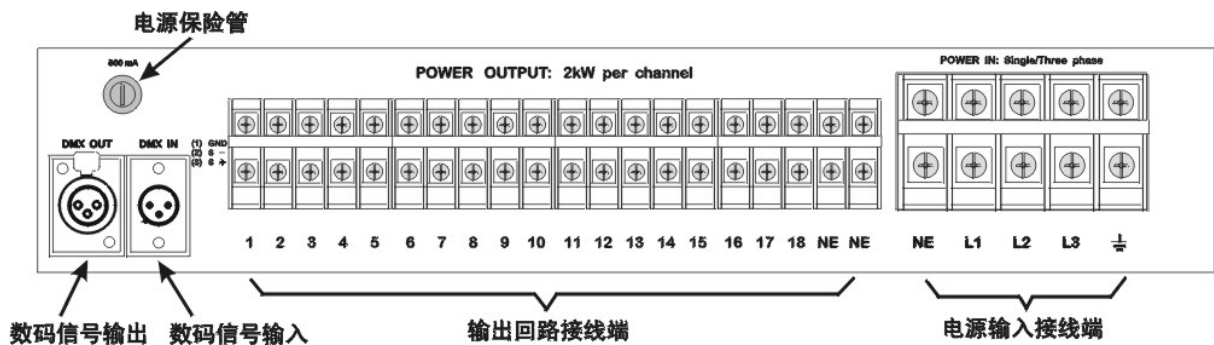 电源保险管
500 mA
POWER OUTPUT: 2kW per channel
POWER IN: Single/Three phase
DMX OUT
DMX IN
(1) GND
(2) S -
(3) S +
1 2 3 4 5 6 7 8 9 10 11 12 13 14 15 16 17 18 NE NE
NE L1 L2 L3
数码信号输出
数码信号输入
输出回路接线端
电源输入接线端